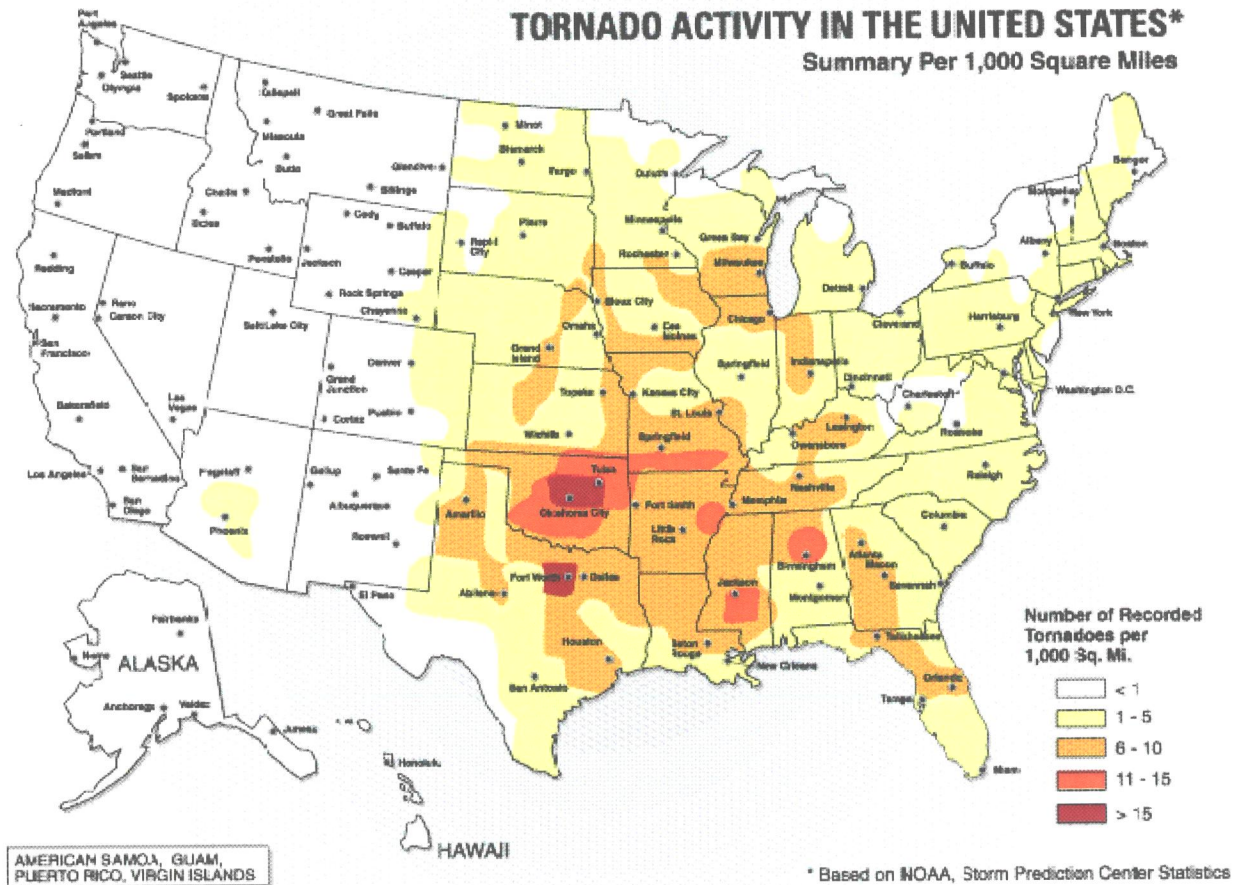 TORNADO ACTIVITY IN THE UNITED STATES*
Summary Per 1,000 Square Miles
Port
Angeles
Seattle
Olympia
Spokane
Kalispell
Great Falls
Missoula
Butte
Glendive
Billings
Portland
Salem
Medford
Challis
Boise
Pocatello
Jackson
Cody
Buffalo
Casper
Rock Springs
Cheyenne
Minot
Bismarck
Fargo
Duluth
Pierre
Rapid
City
Minneapolis
Rochester
Green Bay
Milwaukee
Sioux City
Des
Moines
Chicago
Detroit
Omaha
Grand
Island
Redding
Sacramento
San
Francisco
Reno
Carson City
Salt Lake City
Bakersfield
Las
Vegas
Los Angeles
San
Bernardino
San
Diego
Denver
Grand
Junction
Cortez
Pueblo
Flagstaff
Phoenix
Gallup
Santa Fe
Albuquerque
Roswell
El Paso
Topeka
Kansas City
Wichita
St. Louis
Springfield
Springfield
Indianapolis
Cincinnati
Cleveland
Buffalo
Albany
Montpelier
Bangor
Boston
New York
Harrisburg
Washington D.C.
Charleston
Roanoke
Lexington
Owensboro
Nashville
Memphis
Raleigh
Columbia
Tulsa
Oklahoma City
Amarillo
Fort Smith
Little
Rock
Fort Worth
Dallas
Abilene
Houston
San Antonio
Baton
Rouge
New Orleans
Jackson
Birmingham
Montgomery
Atlanta
Macon
Savannah
Tallahassee
Orlando
Tampa
Miami
Fairbanks
Nome
ALASKA
Anchorage
Valdez
Juneau
Honolulu
HAWAII
Number of Recorded
Tornadoes per
1,000 Sq. Mi.
< 1
1 - 5
6 - 10
11 - 15
> 15
AMERICAN SAMOA, GUAM,
PUERTO RICO, VIRGIN ISLANDS
* Based on NOAA, Storm Prediction Center Statistics